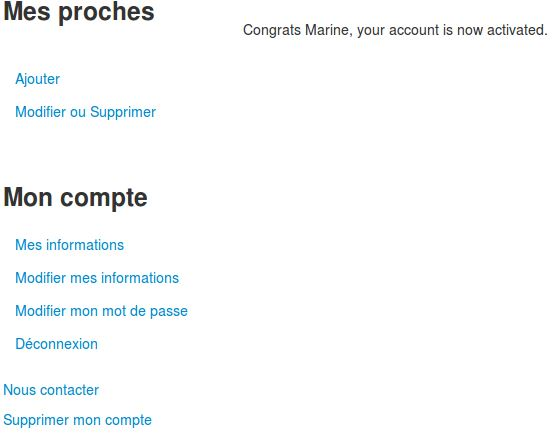 Mes proches
Congrats Marine, your account is now activated.
Ajouter
Modifier ou Supprimer
Mon compte
Mes informations
Modifier mes informations
Modifier mon mot de passe
Déconnexion
Nous contacter
Supprimer mon compte